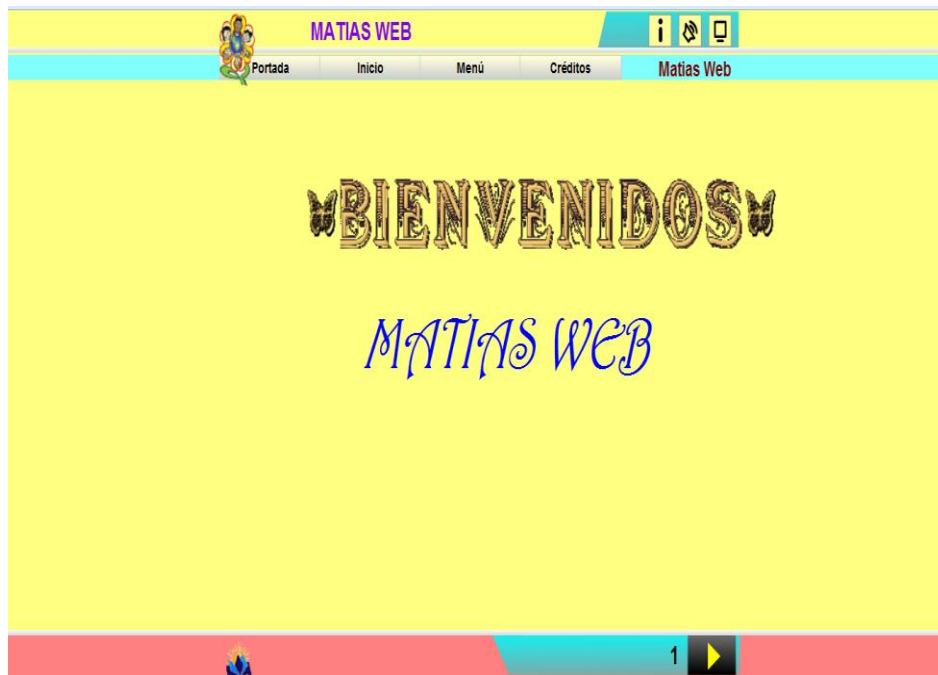 MATIAS WEB
Portada Inicio Menú Créditos Matias Web
BIENVENIDOS
MATIAS WEB
1